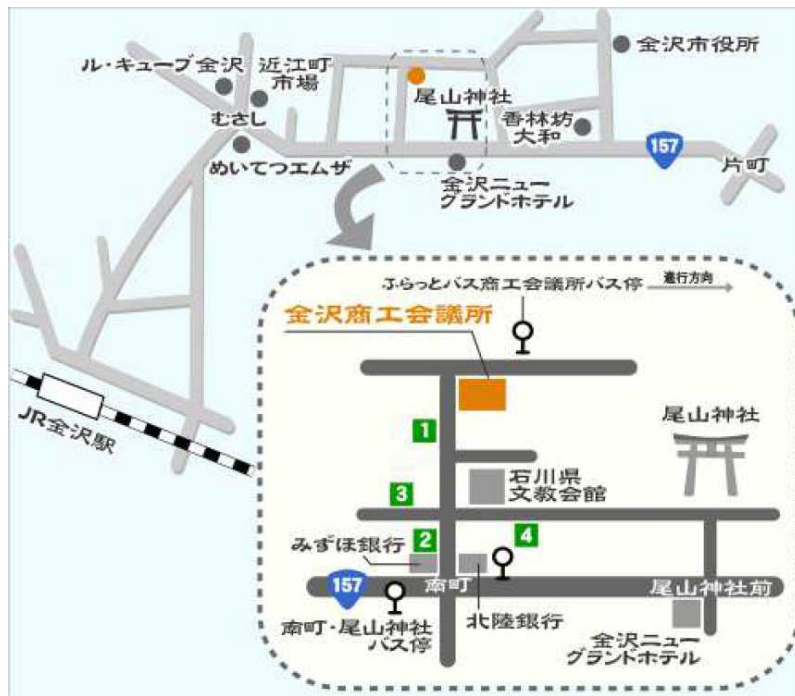 金沢市役所
ル・キューブ金沢
近江町
市場
尾山神社
むさし
香林坊
大和
157
めいてつエムザ
片町
金沢ニュー
グランドホテル
ふらっとバス商工会議所バス停
進行方向
金沢商工会議所
JR金沢駅
1
尾山神社
石川県
文教会館
3
みずほ銀行
2
4
157
南町
尾山神社前
南町・尾山神社
バス停
北陸銀行
金沢ニュー
グランドホテル